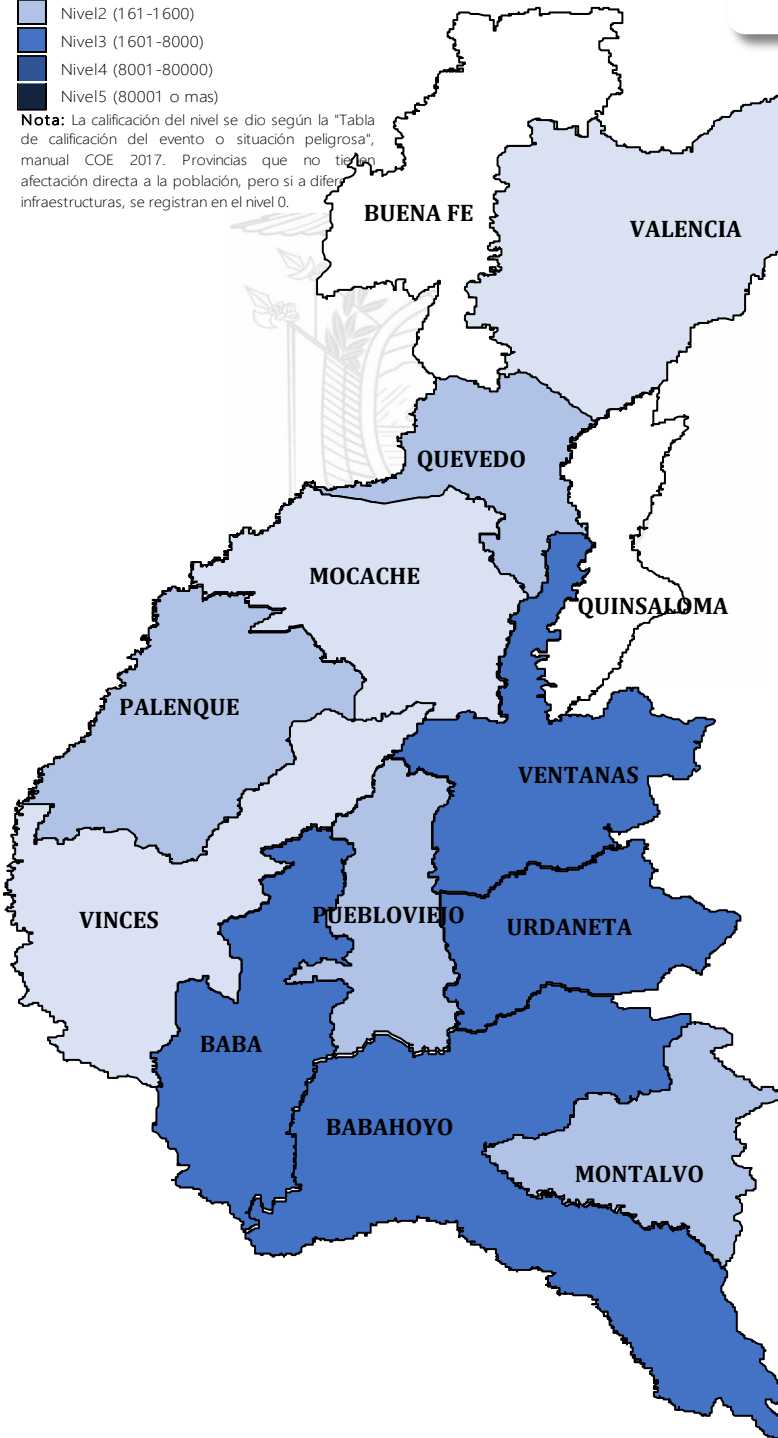 Nivel2 (161-1600)
Nivel3 (1601-8000)
Nivel4 (8001-80000)
Nivel5 (80001 o mas)
Nota: La calificación del nivel se dio según la "Tabla
de calificación del evento o situación peligrosa",
manual COE 2017. Provincias que no tienen
afectación directa a la población, pero si a
infraestructuras, se registran en el nivel 0.
BUENA FE
VALENCIA
QUEVEDO
MOCACHE
QUINSALOMA
PALENQUE
VENTANAS
VINCES
PUEBLOVIEJO
URDANETA
BABA
BABAHOYO
MONTALVO